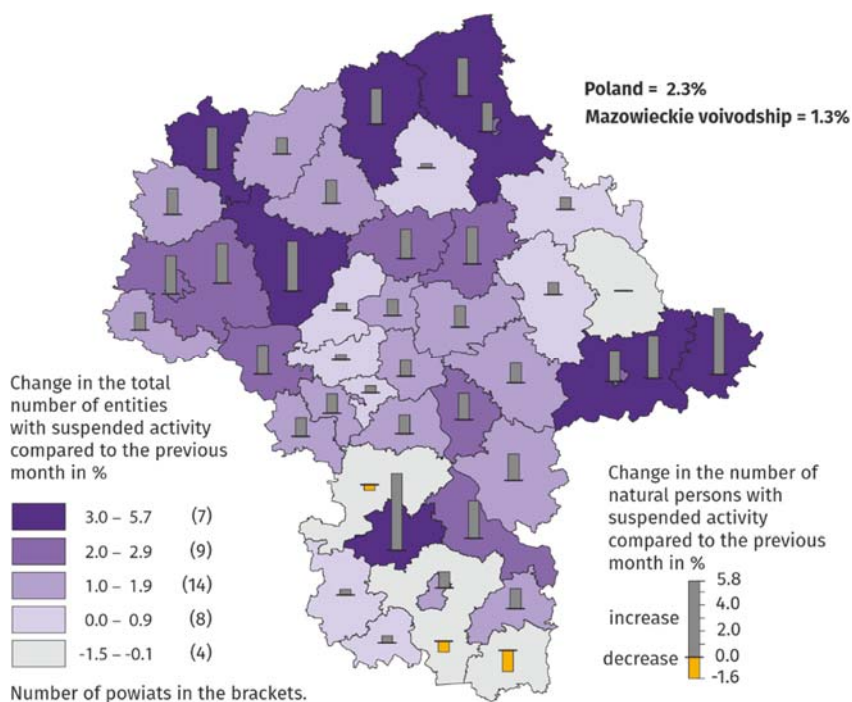 Poland = 2.3%
Mazowieckie voivodship = 1.3%
Change in the total
number of entities
with suspended activity
compared to the previous
month in %
3.0 – 5.7 (7)
2.0 – 2.9 (9)
1.0 – 1.9 (14)
0.0 – 0.9 (8)
-1.5 – -0.1 (4)
Number of powiats in the brackets.
Change in the number of
natural persons with
suspended activity
compared to the previous
month in %
5.8
4.0
increase
2.0
0.0
decrease
-1.6